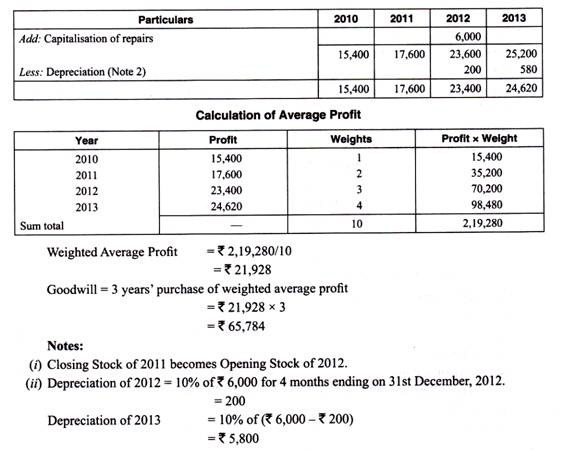 Particulars 2010 2011 2012 2013
Add: Capitalisation of repairs 6,000
15,400 17,600 23,600 25,200
Less: Depreciation (Note 2) 200 580
15,400 17,600 23,400 24,620
Calculation of Average Profit
Year Profit Weights Profit × Weight
2010 15,400 1 15,400
2011 17,600 2 35,200
2012 23,400 3 70,200
2013 24,620 4 98,480
Sum total — 10 2,19,280
Weighted Average Profit = ₹ 2,19,280/10
= ₹ 21,928
Goodwill = 3 years' purchase of weighted average profit
= ₹ 21,928 × 3
= ₹ 65,784
Notes:
(i) Closing Stock of 2011 becomes Opening Stock of 2012.
(ii) Depreciation of 2012 = 10% of ₹ 6,000 for 4 months ending on 31st December, 2012.
= 200
Depreciation of 2013 = 10% of (₹ 6,000 – ₹ 200)
= ₹ 5,800